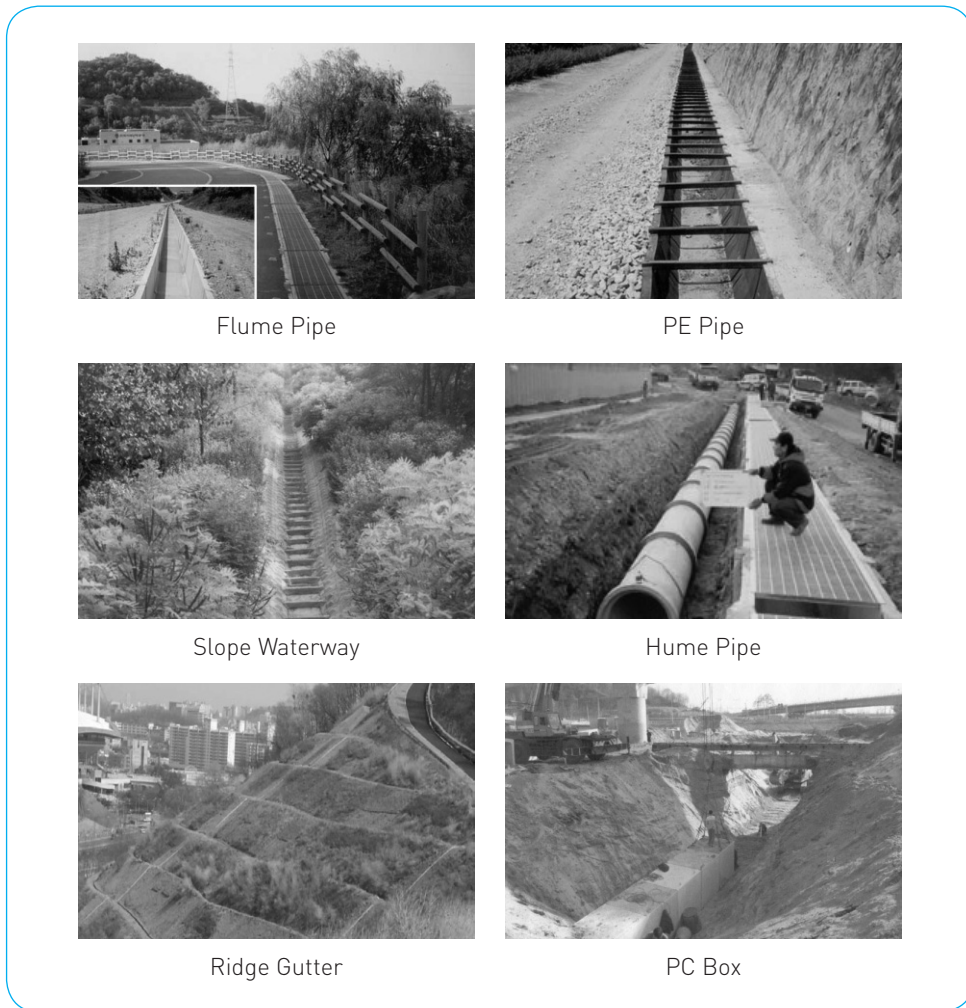 Flume Pipe
PE Pipe
Slope Waterway
Hume Pipe
Ridge Gutter
PC Box